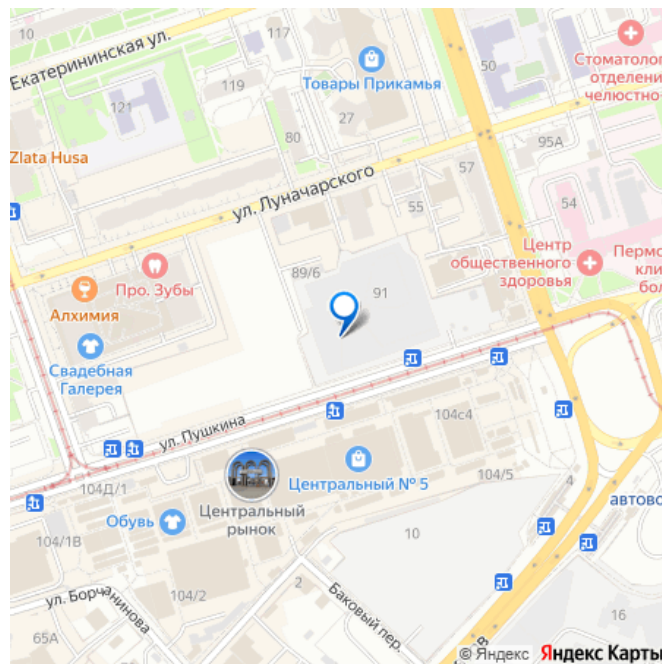 Екатерининская ул.
117
119
121
Товары Прикамья
27
80
50
Стоматолог
отделени
челюстно-
Zlata Husa
ул. Луначарского
95А
57
55
54
Центр
общественного
здоровья
Пермс
кли
бол
89/6
91
Про. Зубы
Алхимия
Свадебная
Галерея
ул. Пушкина
104с4
104/5
4
104Д/1
Центральный № 5
Центральный
рынок
Обувь
автово
104/1В
10
104/2
2
ул. Борчанинова
65А
Баковый пер.
16
© Яндекс Яндекс Карты